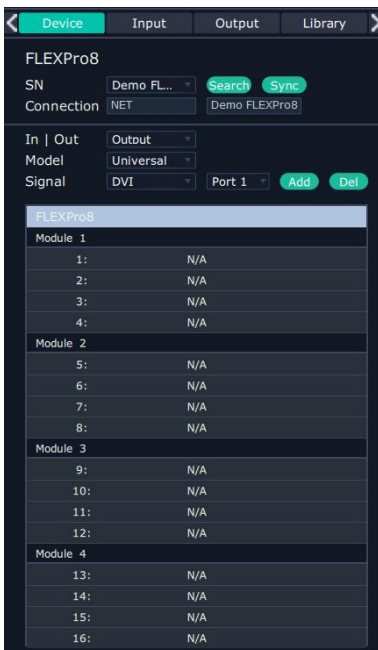 Device Input Output Library
FLEXPro8
SN Demo FL... Search Sync
Connection NET Demo FLEXPro8
In | Out Output
Model Universal
Signal DVI Port 1 Add Del
FLEXPro8
Module 1
1: N/A
2: N/A
3: N/A
4: N/A
Module 2
5: N/A
6: N/A
7: N/A
8: N/A
Module 3
9: N/A
10: N/A
11: N/A
12: N/A
Module 4
13: N/A
14: N/A
15: N/A
16: N/A